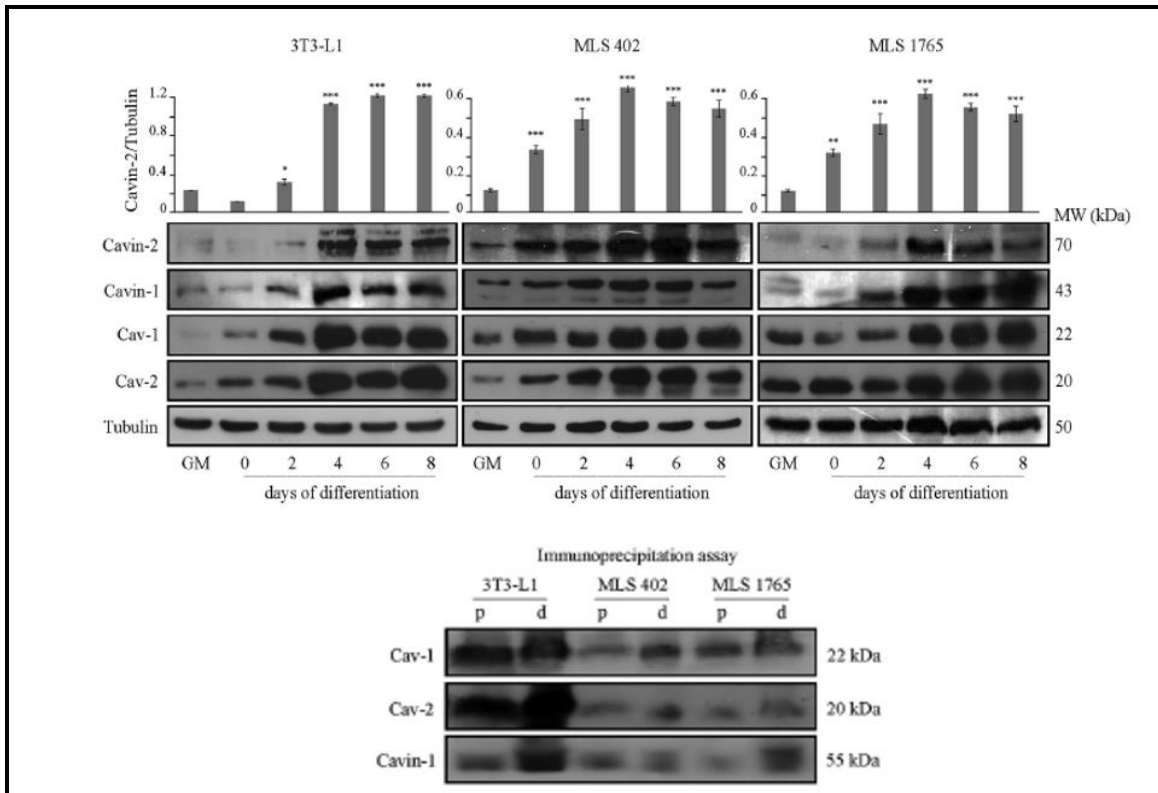 3T3-L1 MLS 402 MLS 1765
Cavin-2/Tubulin
1.2 0.8 0.4 0
* *** *** ***
0.6 0.4 0.2 0
*** *** *** *** ***
0.6 0.4 0.2 0
** *** *** *** ***
MW (kDa)
Cavin-2 70
Cavin-1 43
Cav-1 22
Cav-2 20
Tubulin 50
GM 0 2 4 6 8 GM 0 2 4 6 8 GM 0 2 4 6 8
days of differentiation days of differentiation days of differentiation
Immunoprecipitation assay
3T3-L1 MLS 402 MLS 1765
p d p d p d
Cav-1 22 kDa
Cav-2 20 kDa
Cavin-1 55 kDa